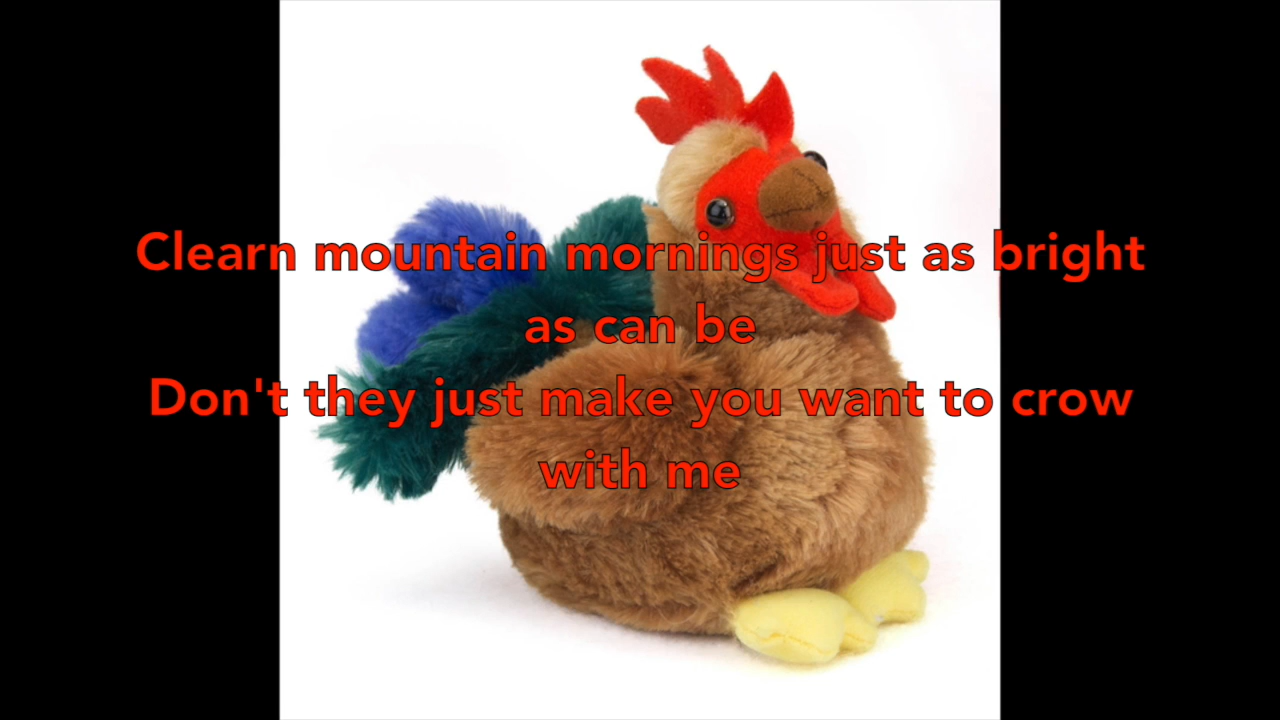 Clearn mountain mornings just as bright
as can be
Don't they just make you want to crow
with me